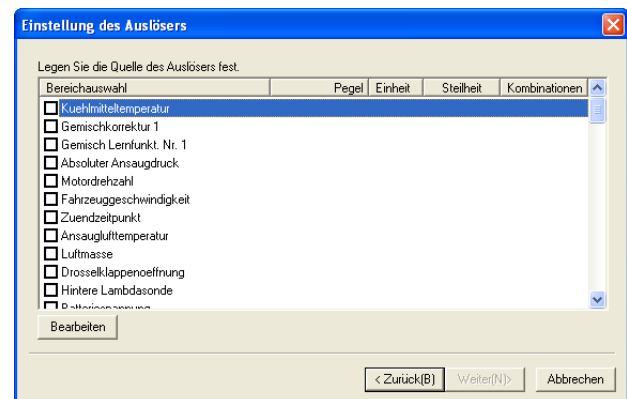 Einstellung des Auslösers
Legen Sie die Quelle des Auslösers fest.
Bereichauswahl Pegel Einheit Steilheit Kombinationen
Kuehlmitteltemperatur
Gemischkorrektur 1
Gemisch Lernfunkt. Nr. 1
Absoluter Ansaugdruck
Motordrehzahl
Fahrzeuggeschwindigkeit
Zuendzeitpunkt
Ansauglufttemperatur
Luftmasse
Drosselklappenoeffnung
Hintere Lambdasonde
Batteriespannung
Bearbeiten
< Zurück(B) Weiter(N)> Abbrechen